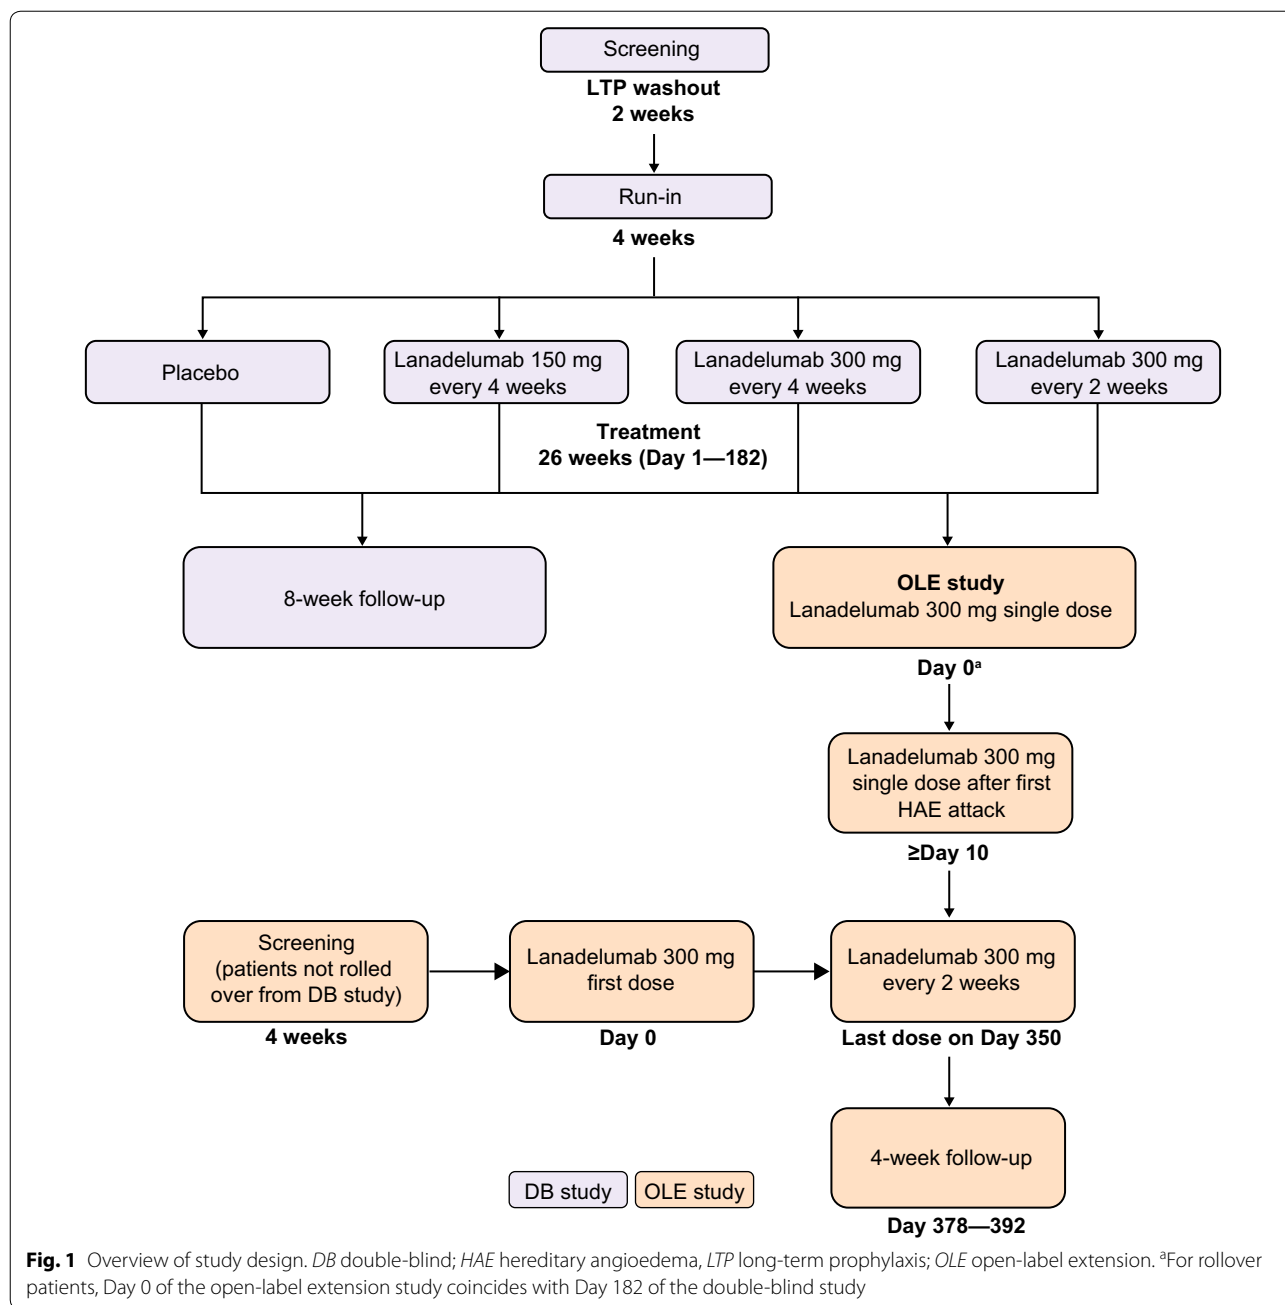 Screening
LTP washout
2 weeks
Run-in
4 weeks
Placebo
Lanadelumab 150 mg
every 4 weeks
Lanadelumab 300 mg
every 4 weeks
Lanadelumab 300 mg
every 2 weeks
Treatment
26 weeks (Day 1—182)
8-week follow-up
OLE study
Lanadelumab 300 mg single dose
Day 0ᵃ
Lanadelumab 300 mg
single dose after first
HAE attack
≥Day 10
Screening
(patients not rolled
over from DB study)
4 weeks
Lanadelumab 300 mg
first dose
Day 0
Lanadelumab 300 mg
every 2 weeks
Last dose on Day 350
4-week follow-up
Day 378—392
DB study
OLE study
Fig. 1 Overview of study design. DB double-blind; HAE hereditary angioedema, LTP long-term prophylaxis; OLE open-label extension. ᵃFor rollover
patients, Day 0 of the open-label extension study coincides with Day 182 of the double-blind study